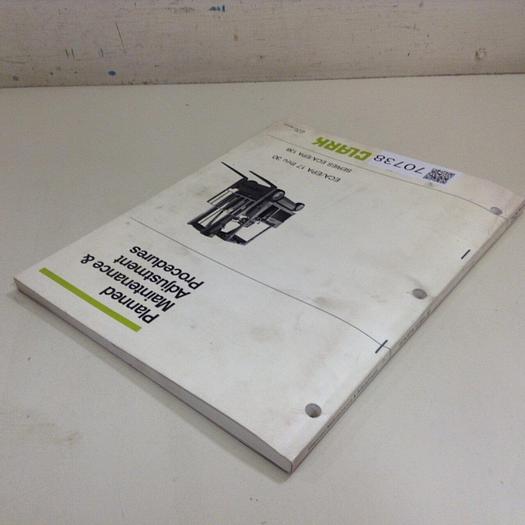 70738
CLARK
SERIES ECA/EPA 138
ECA/EPA 17 thru 30
Planned
Maintenance &
Adjustment
Procedures